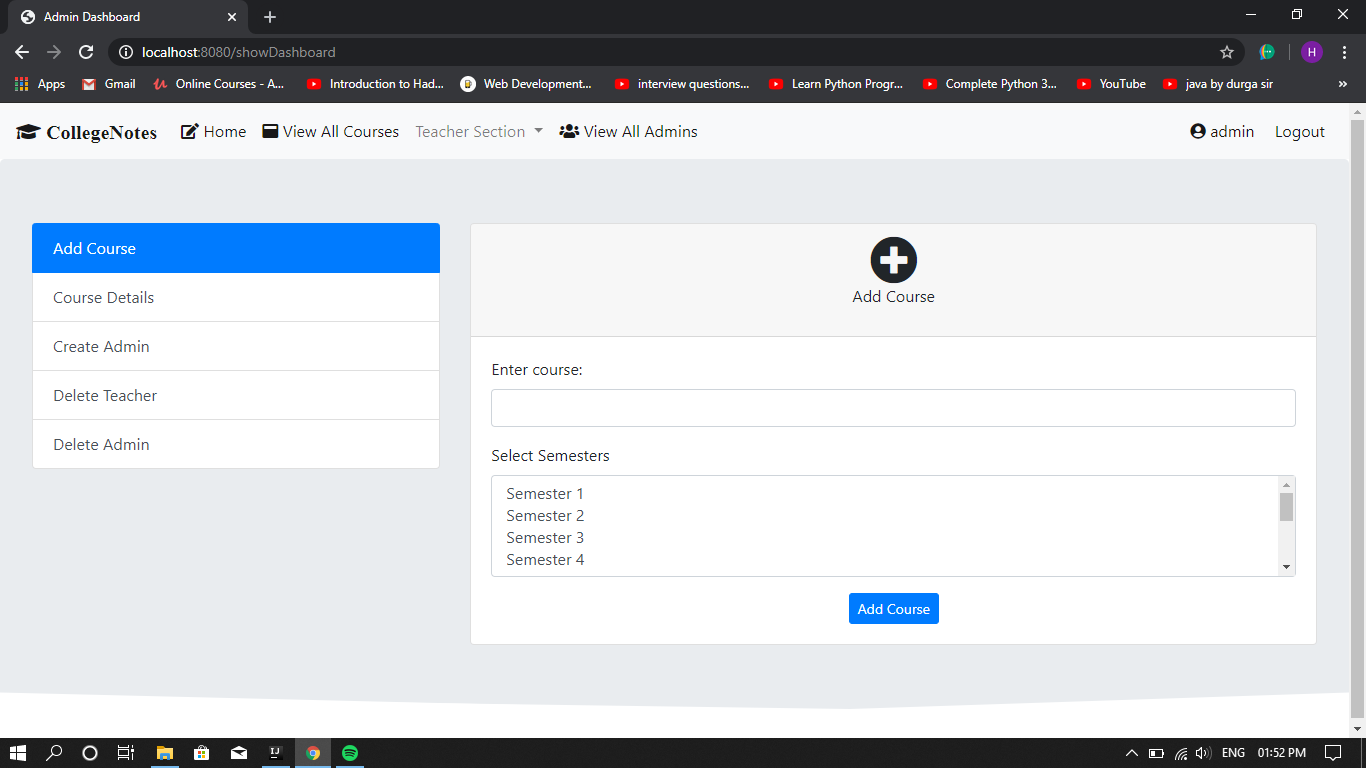 Admin Dashboard
localhost:8080/showDashboard
H
Apps Gmail Online Courses - A... Introduction to Had... Web Development... interview questions... Learn Python Progr... Complete Python 3... YouTube java by durga sir »
CollegeNotes Home View All Courses Teacher Section View All Admins admin Logout
Add Course
Course Details
Create Admin
Delete Teacher
Delete Admin
Add Course
Enter course:
Select Semesters
Semester 1
Semester 2
Semester 3
Semester 4
Add Course
IJ ENG 01:52 PM